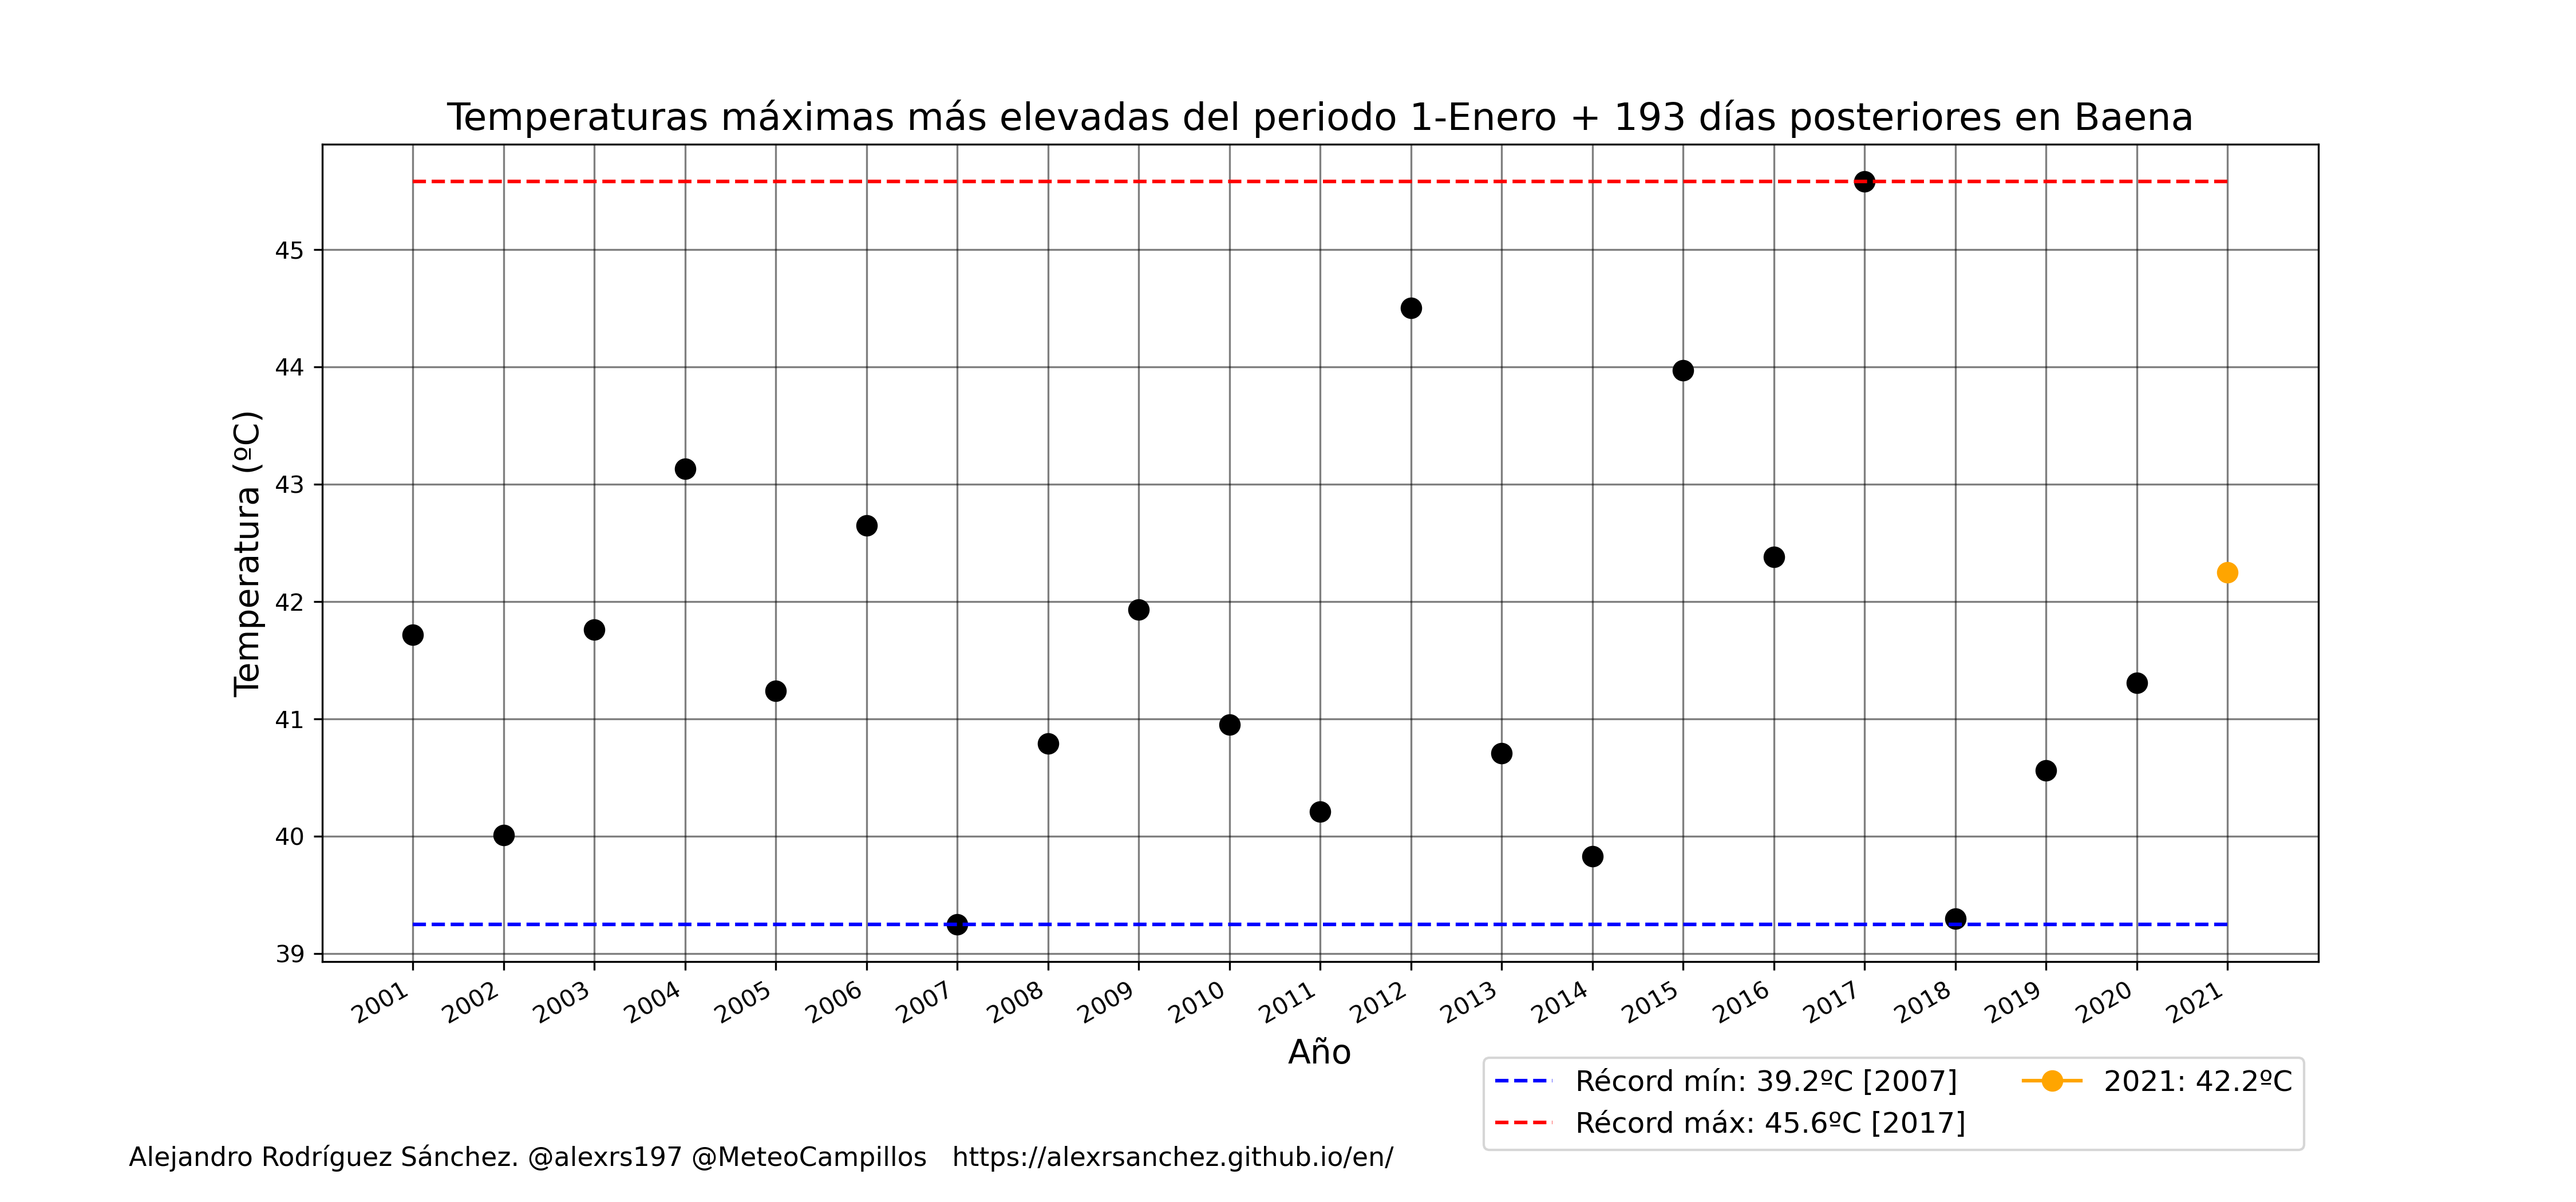 Temperaturas máximas más elevadas del periodo 1-Enero + 193 días posteriores en Baena
Temperatura (ºC)
45
44
43
42
41
40
39
2001 2002 2003 2004 2005 2006 2007 2008 2009 2010 2011 2012 2013 2014 2015 2016 2017 2018 2019 2020 2021
Año
Récord mín: 39.2ºC [2007]
Récord máx: 45.6ºC [2017]
2021: 42.2ºC
Alejandro Rodríguez Sánchez. @alexrs197 @MeteoCampillos https://alexrsanchez.github.io/en/